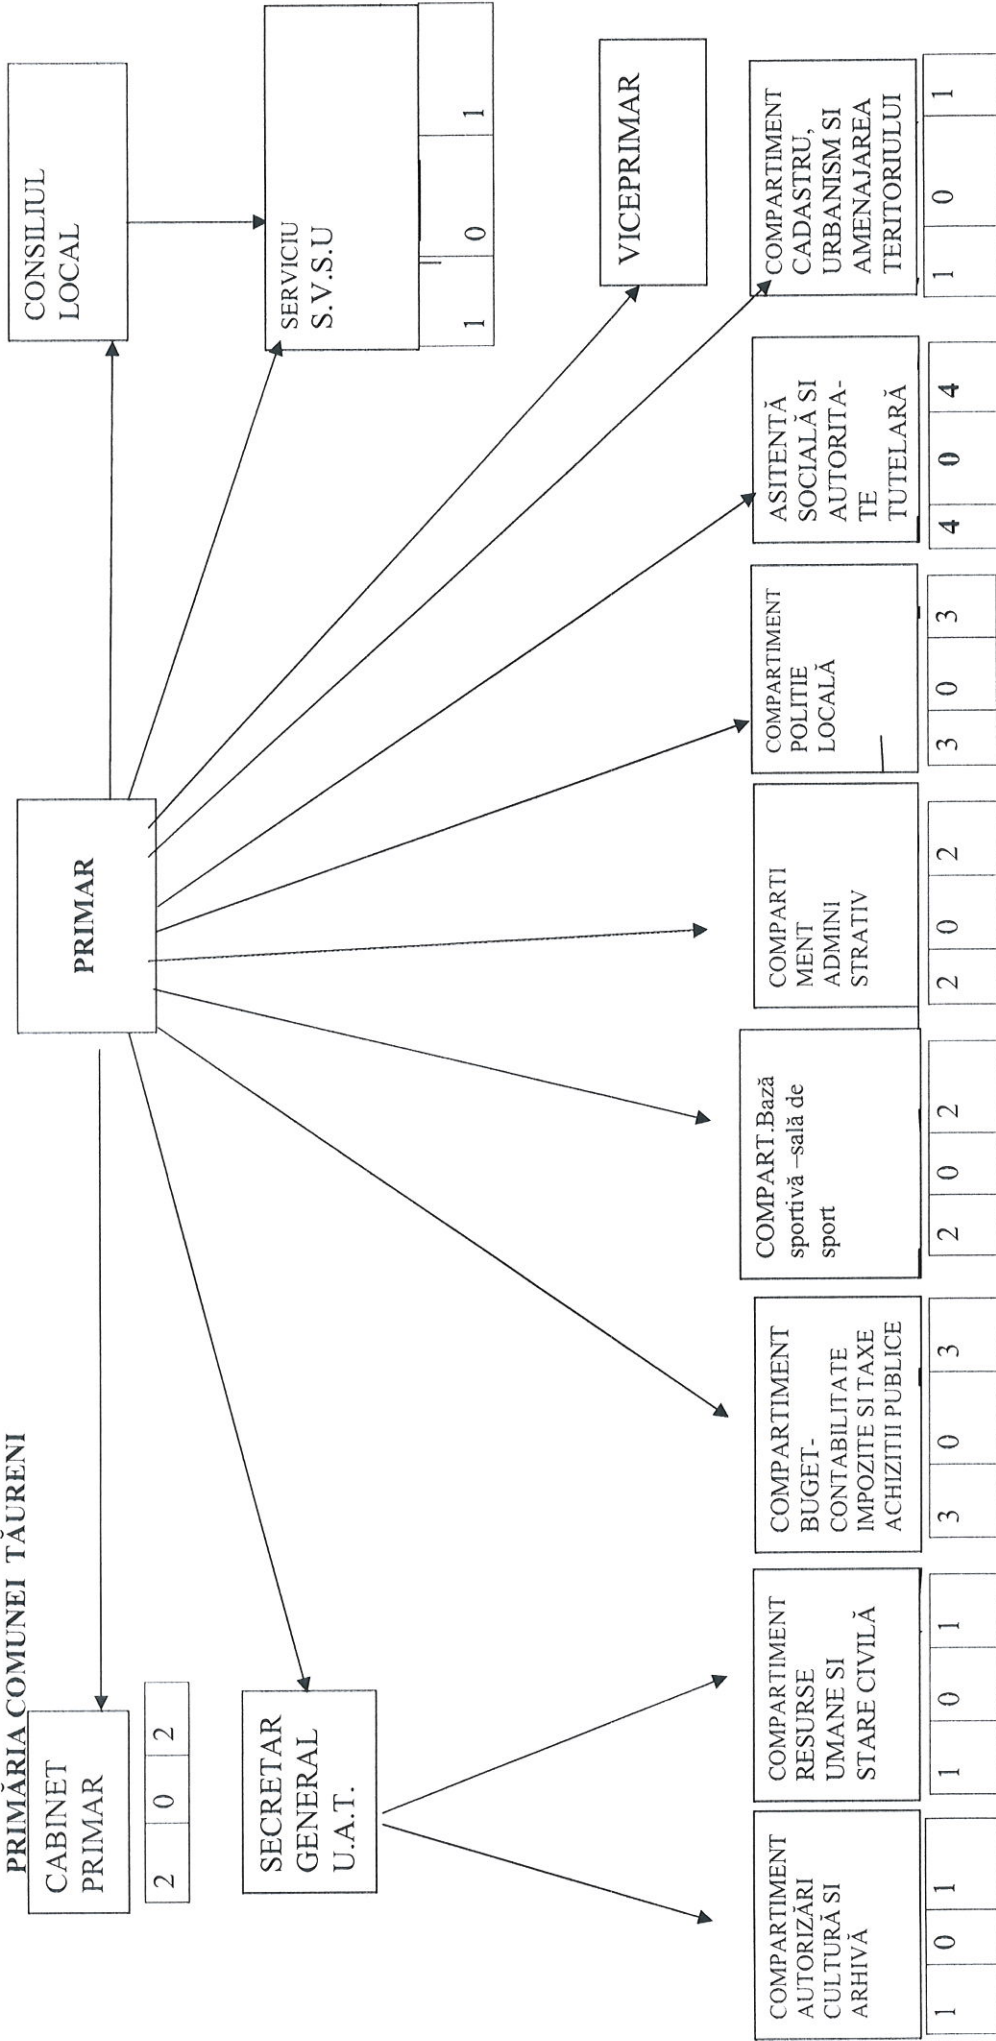 PRIMĂRIA COMUNEI TĂURENI
CABINET
PRIMAR
2 0 2
PRIMAR
CONSILIUL
LOCAL
SECRETAR
GENERAL
U.A.T.
SERVICIU
S.V.S.U
1 0 1
VICEPRIMAR
COMPARTIMENT
AUTORIZĂRI
CULTURĂ SI
ARHIVĂ
1 0 1
COMPARTIMENT
RESURSE
UMANE SI
STARE CIVILĂ
1 0 1
COMPARTIMENT
BUGET-
CONTABILITATE
IMPOZITE SI TAXE
ACHIZITII PUBLICE
3 0 3
COMPART.Bază
sportivă –sală de
sport
2 0 2
COMPARTI
MENT
ADMINI
STRATIV
2 0 2
COMPARTIMENT
POLITIE
LOCALĂ
3 0 3
ASITENTĂ
SOCIALĂ SI
AUTORITA-
TE
TUTELARĂ
4 0 4
COMPARTIMENT
CADASTRU,
URBANISM SI
AMENAJAREA
TERITORIULUI
1 0 1